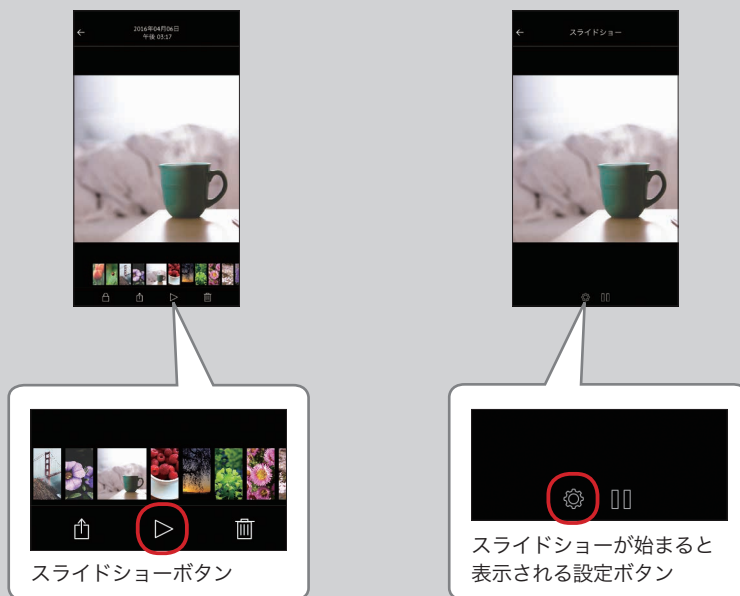 2016年04月06日
午後 03:17
スライドショー
スライドショーボタン
スライドショーが始まると
表示される設定ボタン